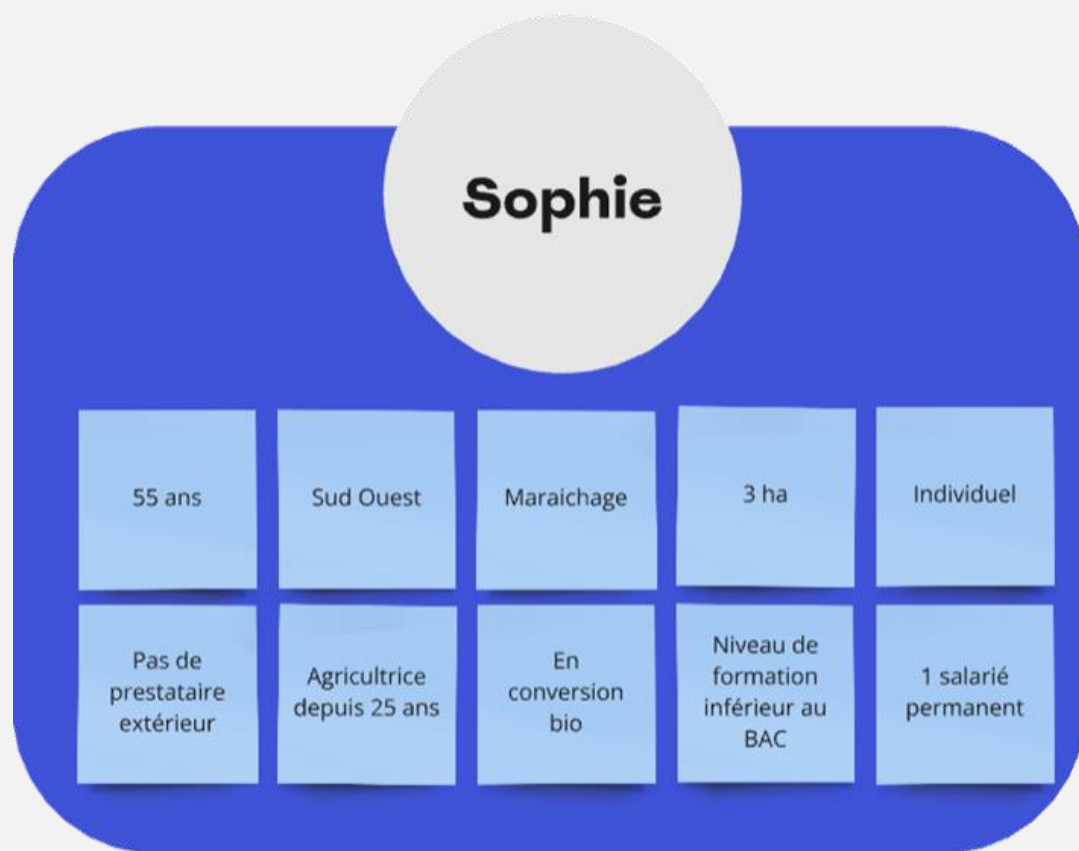 Sophie
55 ans
Sud Ouest
Maraichage
3 ha
Individuel
Pas de
prestataire
extérieur
Agricultrice
depuis 25 ans
En
conversion
bio
Niveau de
formation
inférieur au
BAC
1 salarié
permanent